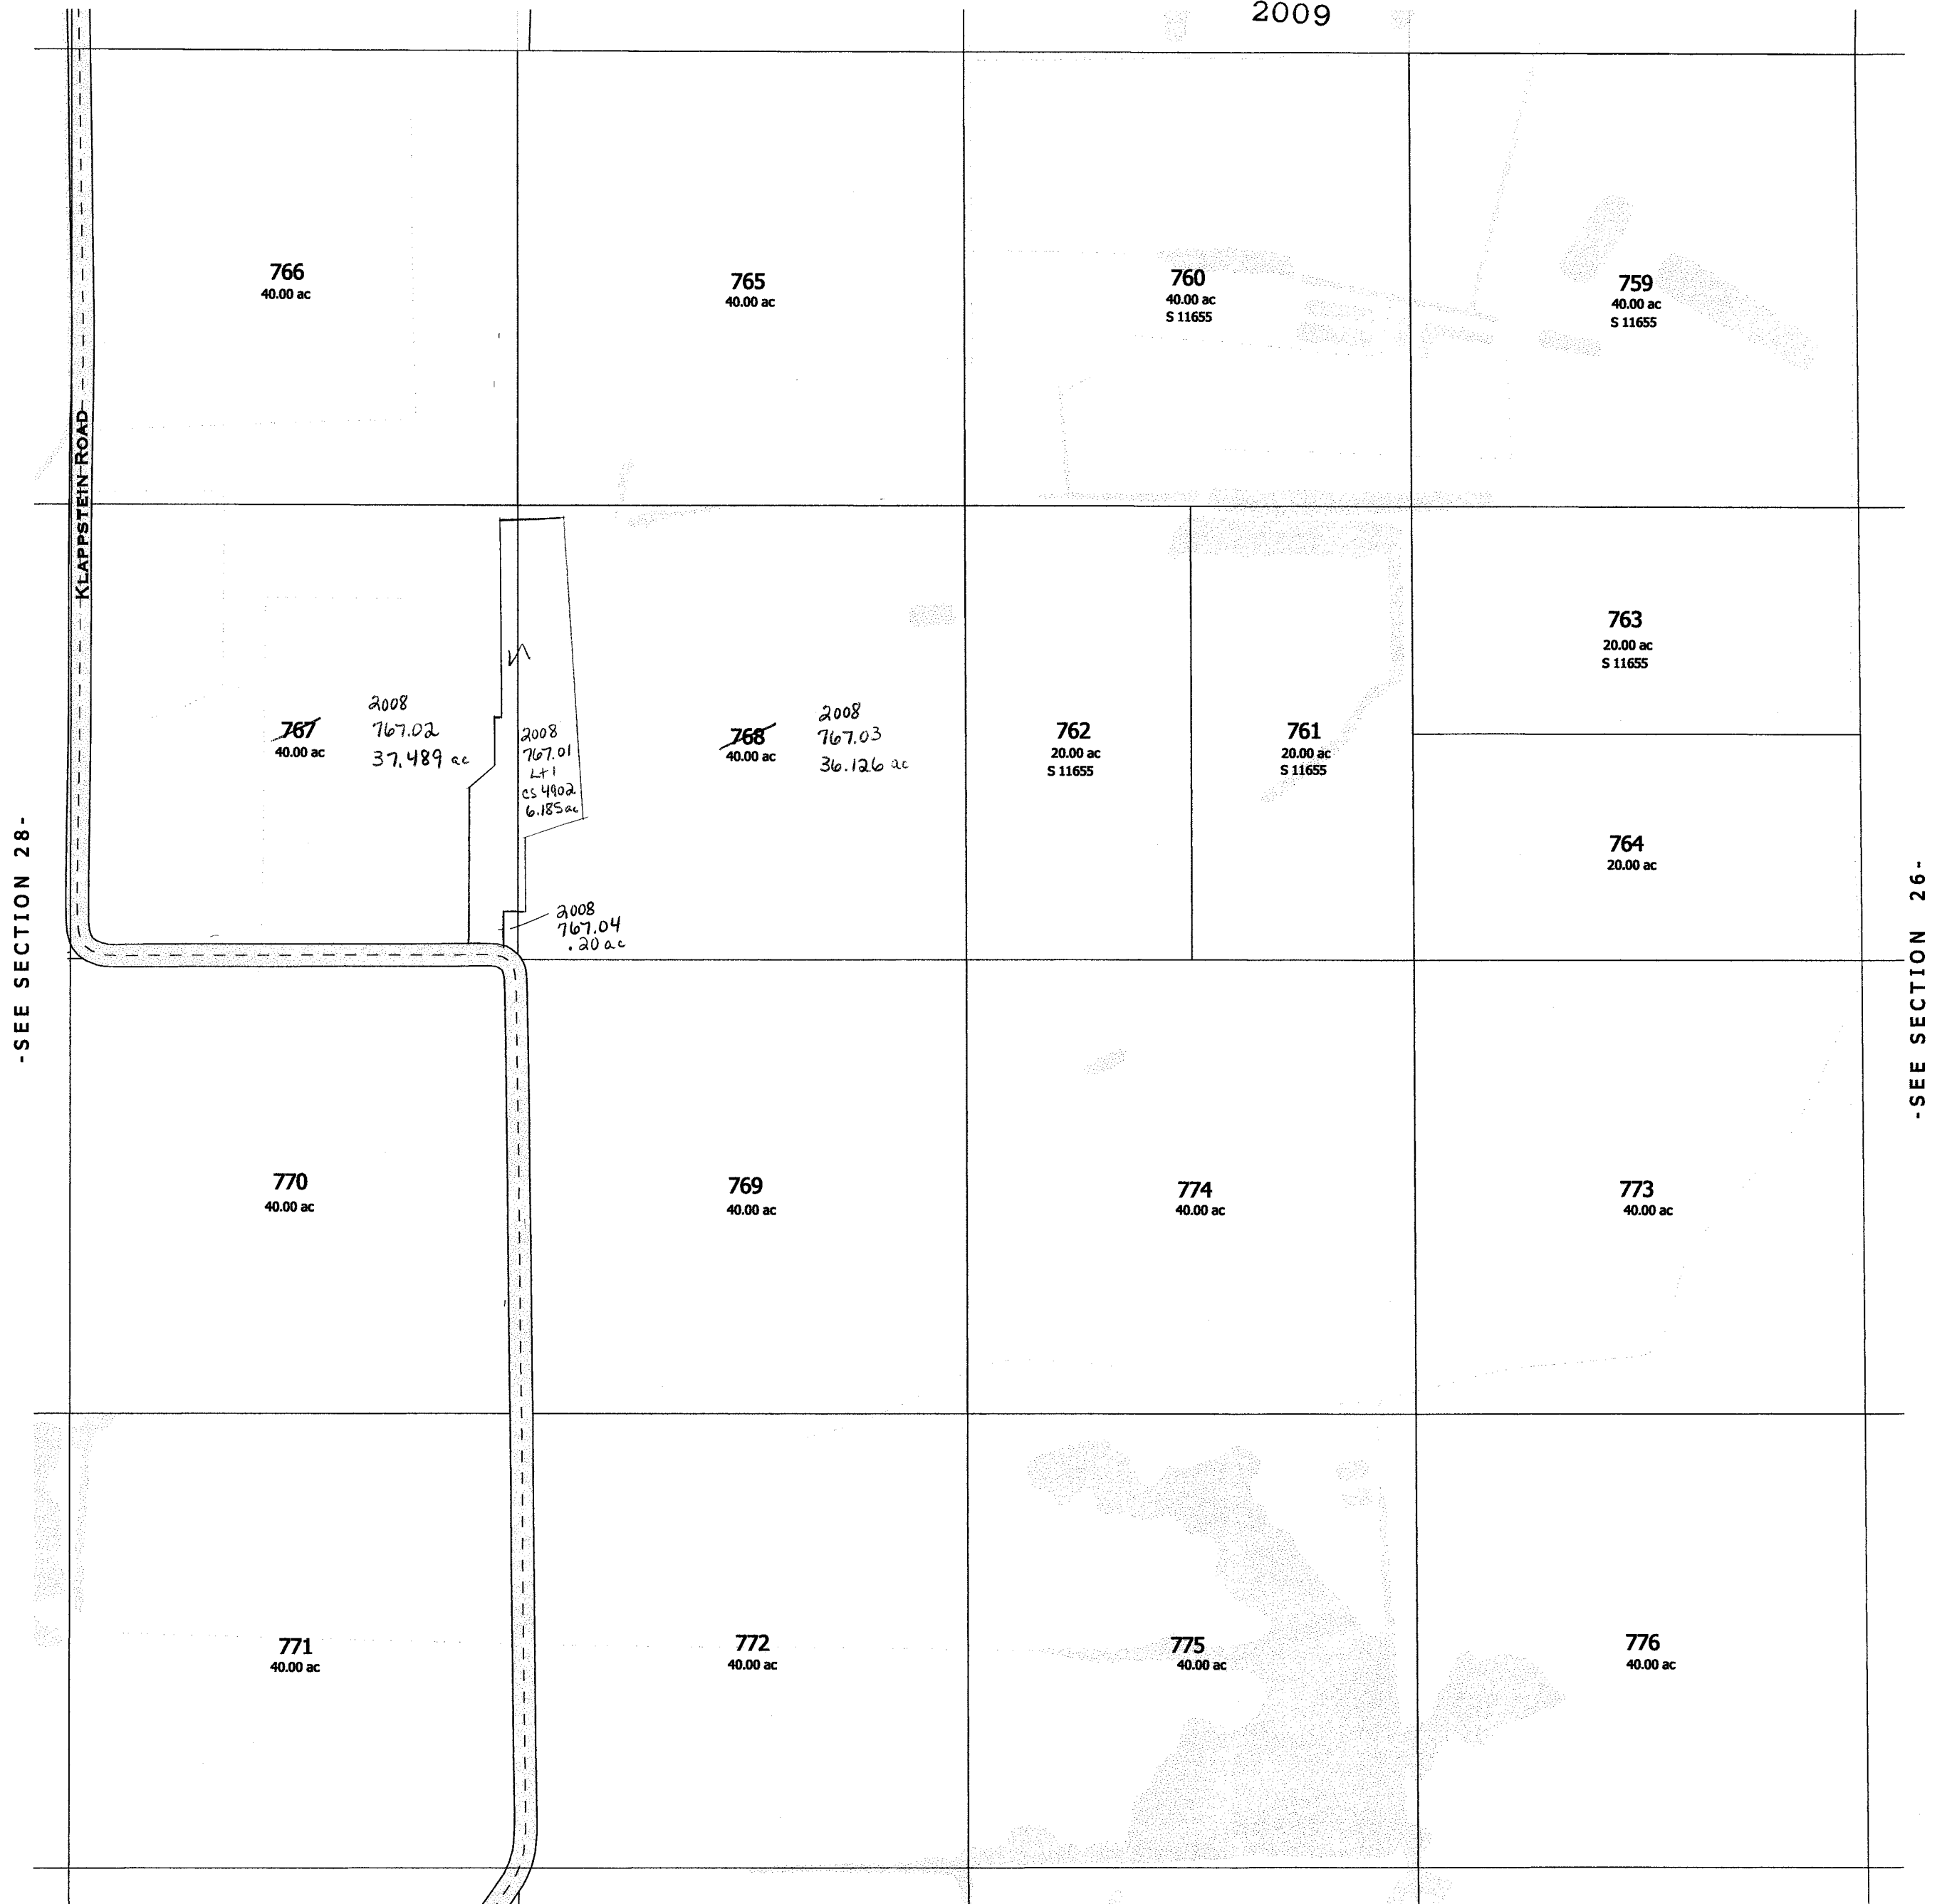 2009
766
40.00 ac
765
40.00 ac
760
40.00 ac
S 11655
759
40.00 ac
S 11655
KLAPPSTEIN ROAD
767
40.00 ac
2008
767.02
37.489 ac
2008
767.01
Lt 1
CS 4902
6.185 ac
768
40.00 ac
2008
767.03
36.126 ac
762
20.00 ac
S 11655
761
20.00 ac
S 11655
763
20.00 ac
S 11655
764
20.00 ac
2008
767.04
.20 ac
-SEE SECTION 28-
-SEE SECTION 26-
770
40.00 ac
769
40.00 ac
774
40.00 ac
773
40.00 ac
771
40.00 ac
772
40.00 ac
775
40.00 ac
776
40.00 ac